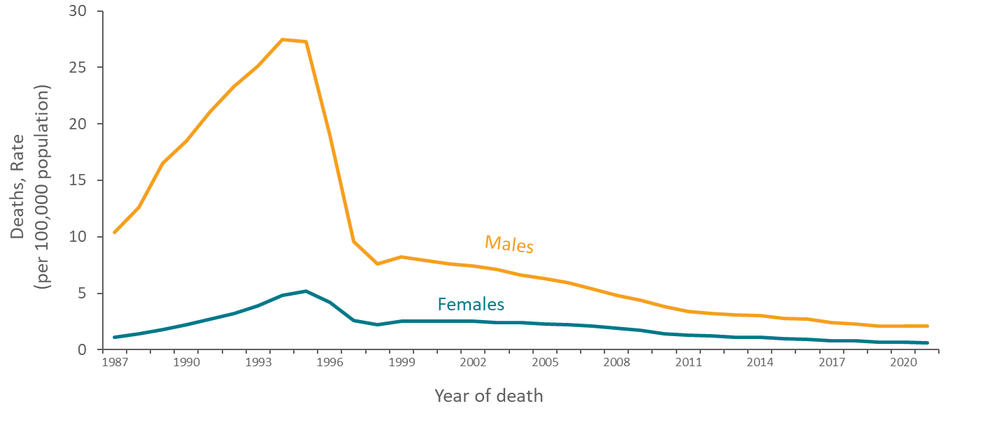 30
25
20
15
10
5
0
Deaths, Rate
(per 100,000 population)
Males
Females
1987 1990 1993 1996 1999 2002 2005 2008 2011 2014 2017 2020
Year of death